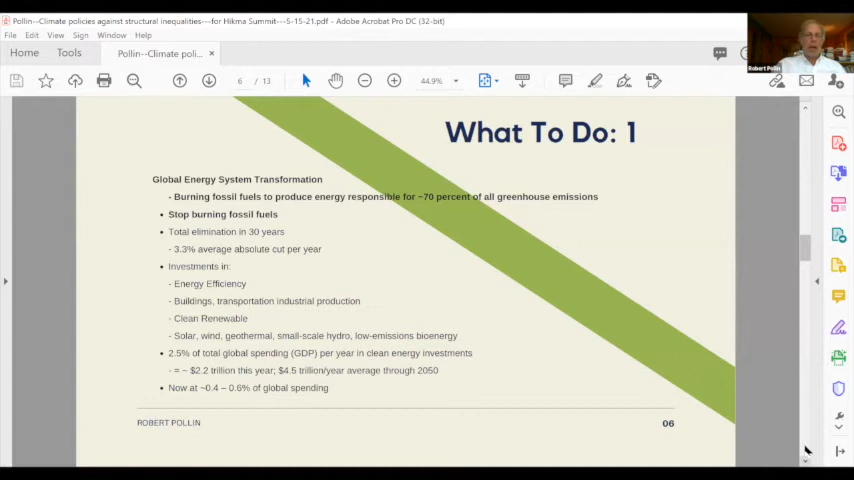 Pollin--Climate policies against structural inequalities---for Hikma Summit---5-15-21.pdf - Adobe Acrobat Pro DC (32-bit)
File Edit View Sign Window Help
Home Tools Pollin--Climate poli... ×
6 / 13 44.9%
Robert Pollin
What To Do: 1
Global Energy System Transformation
- Burning fossil fuels to produce energy responsible for ~70 percent of all greenhouse emissions
• Stop burning fossil fuels
• Total elimination in 30 years
- 3.3% average absolute cut per year
• Investments in:
- Energy Efficiency
- Buildings, transportation industrial production
- Clean Renewable
- Solar, wind, geothermal, small-scale hydro, low-emissions bioenergy
• 2.5% of total global spending (GDP) per year in clean energy investments
- = ~ $2.2 trillion this year; $4.5 trillion/year average through 2050
• Now at ~0.4 – 0.6% of global spending
ROBERT POLLIN 06